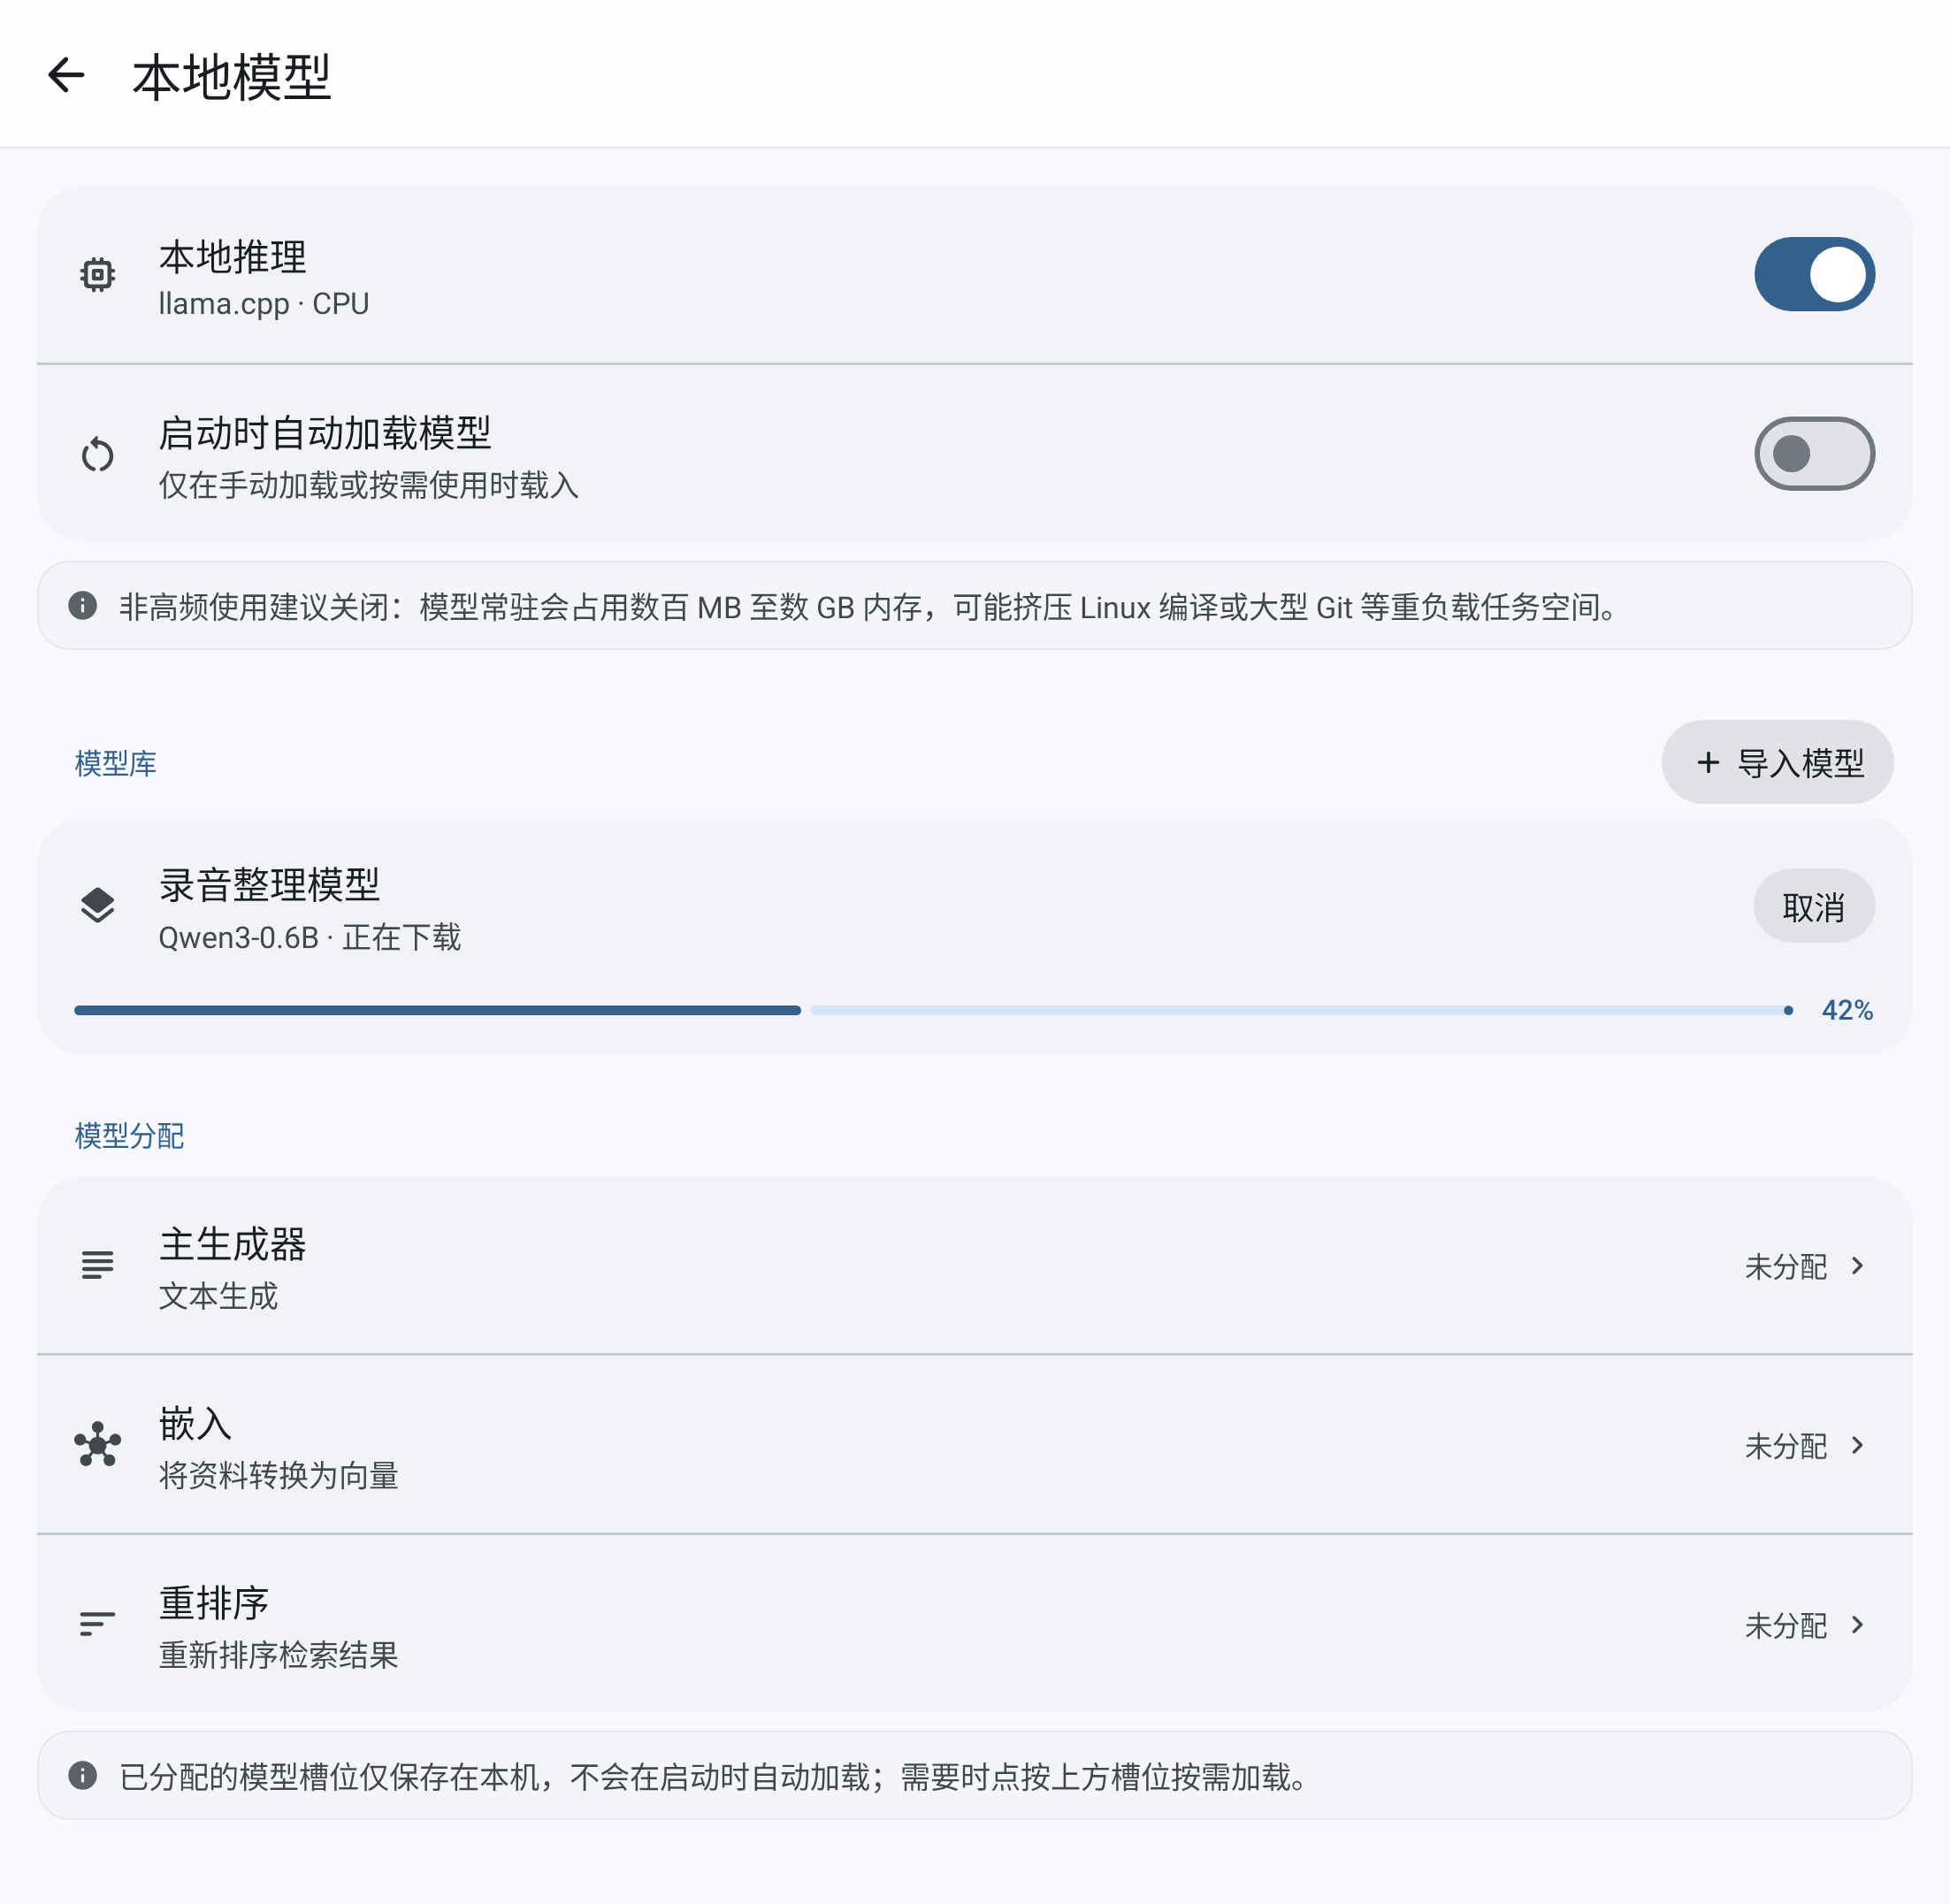 本地模型
本地推理
llama.cpp · CPU
启动时自动加载模型
仅在手动加载或按需使用时载入
非高频使用建议关闭：模型常驻会占用数百 MB 至数 GB 内存，可能挤压 Linux 编译或大型 Git 等重负载任务空间。
模型库
导入模型
录音整理模型
Qwen3-0.6B · 正在下载
取消
42%
模型分配
主生成器
文本生成
未分配
嵌入
将资料转换为向量
未分配
重排序
重新排序检索结果
未分配
已分配的模型槽位仅保存在本机，不会在启动时自动加载；需要时点按上方槽位按需加载。